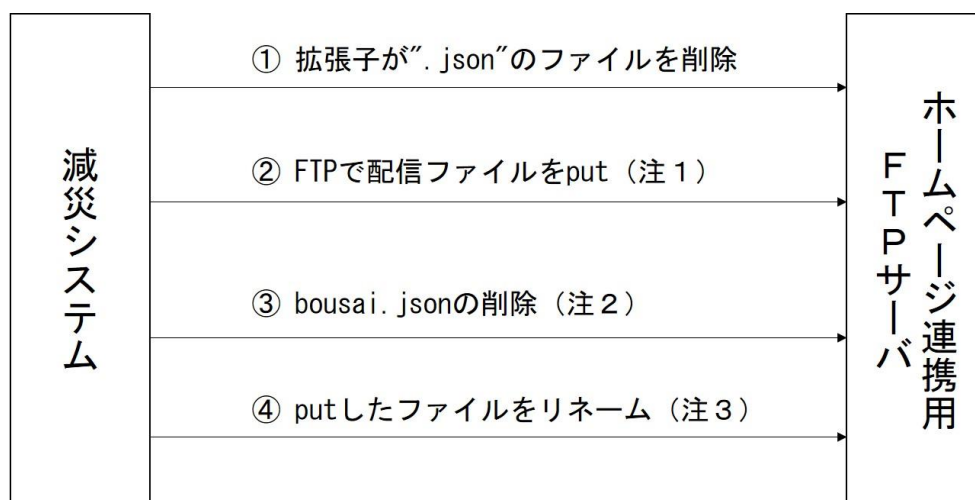 減災システム
① 拡張子が".json"のファイルを削除
② FTPで配信ファイルをput（注１）
③ bousai.jsonの削除（注２）
④ putしたファイルをリネーム（注３）
ホームページ連携用
ＦＴＰサーバ